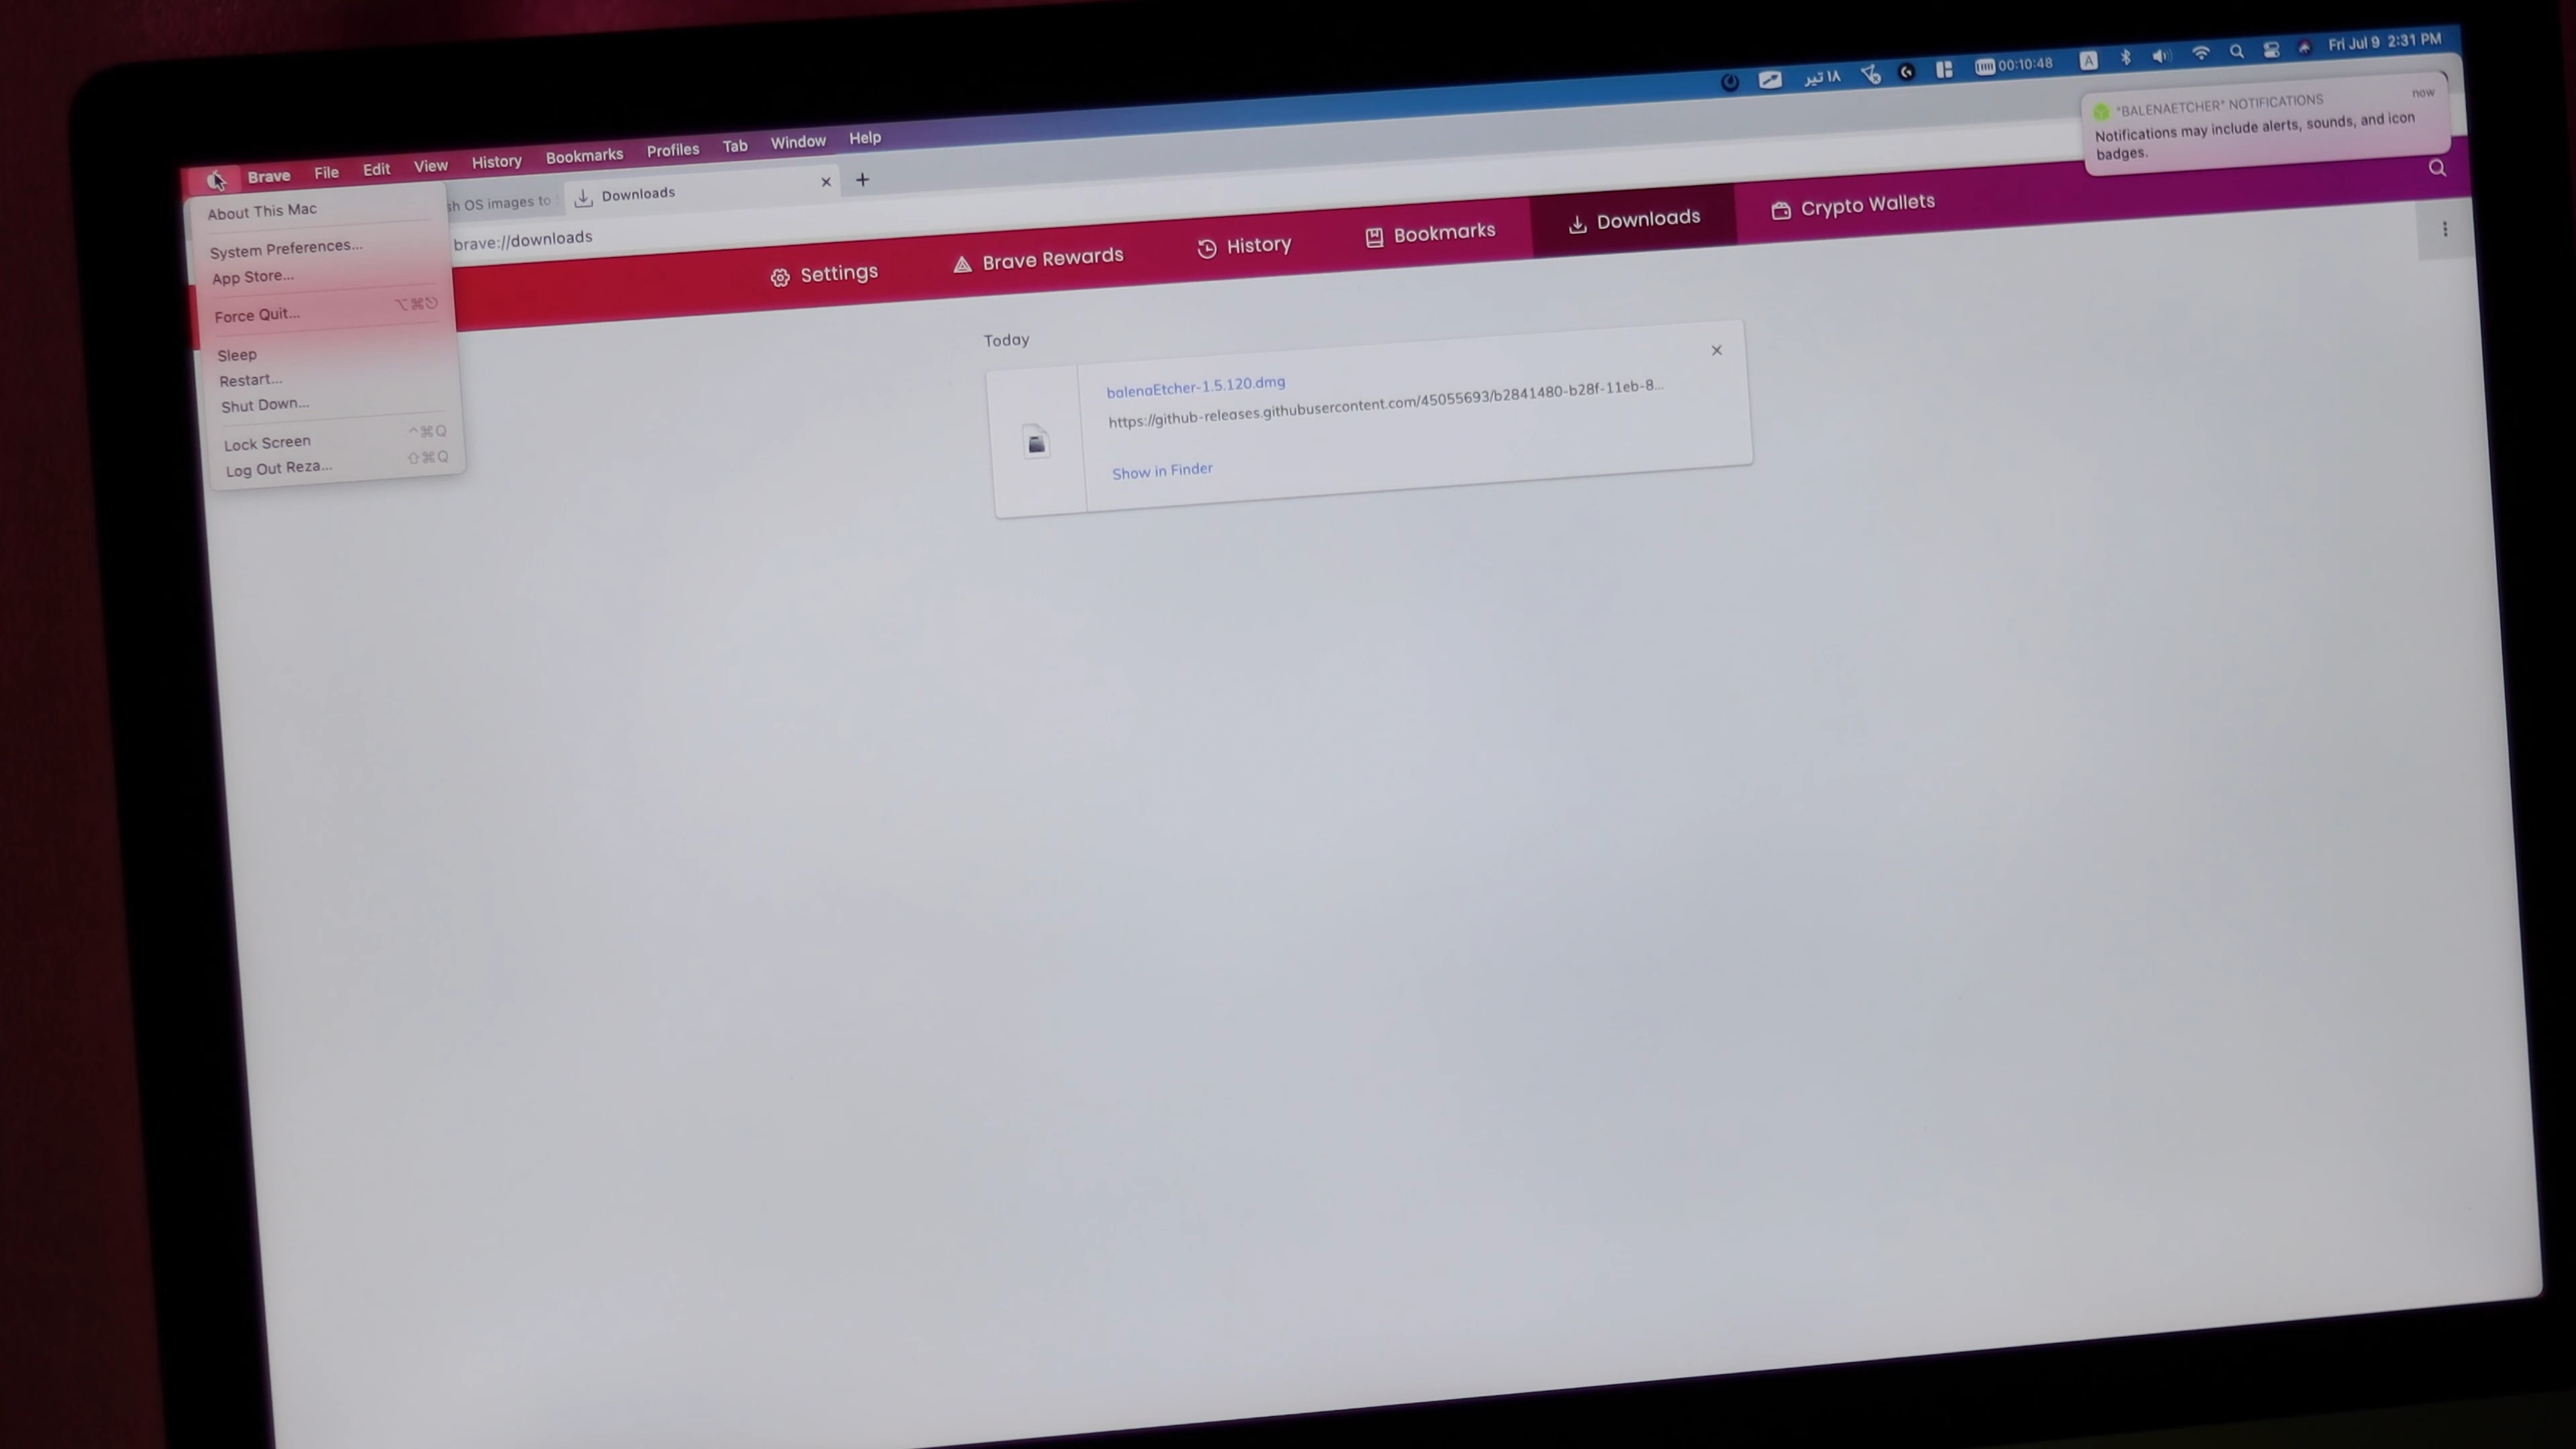 Brave File Edit View History Bookmarks Profiles Tab Window Help
۱۸ تیر
00:10:48
A
Fri Jul 9 2:31 PM
"BALENAETCHER" NOTIFICATIONS
now
Notifications may include alerts, sounds, and icon
badges.
sh OS images to
Downloads
brave://downloads
About This Mac
System Preferences...
App Store...
Force Quit... ⌥⌘⎋
Sleep
Restart...
Shut Down...
Lock Screen ^⌘Q
Log Out Reza... ⇧⌘Q
Settings
Brave Rewards
History
Bookmarks
Downloads
Crypto Wallets
Today
balenaEtcher-1.5.120.dmg
https://github-releases.githubusercontent.com/45055693/b2841480-b28f-11eb-8...
Show in Finder